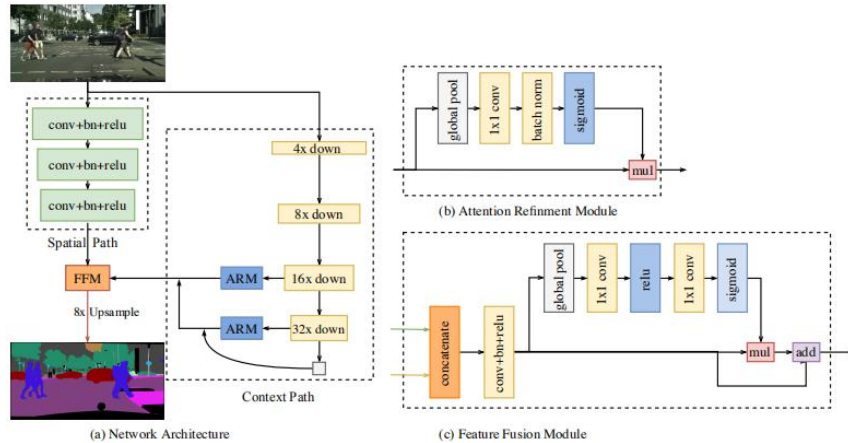 conv+bn+relu
conv+bn+relu
conv+bn+relu
Spatial Path
FFM
8x Upsample
4x down
8x down
ARM
16x down
ARM
32x down
Context Path
(a) Network Architecture
global pool
1x1 conv
batch norm
sigmoid
mul
(b) Attention Refinment Module
concatenate
conv+bn+relu
global pool
1x1 conv
relu
1x1 conv
sigmoid
mul
add
(c) Feature Fusion Module